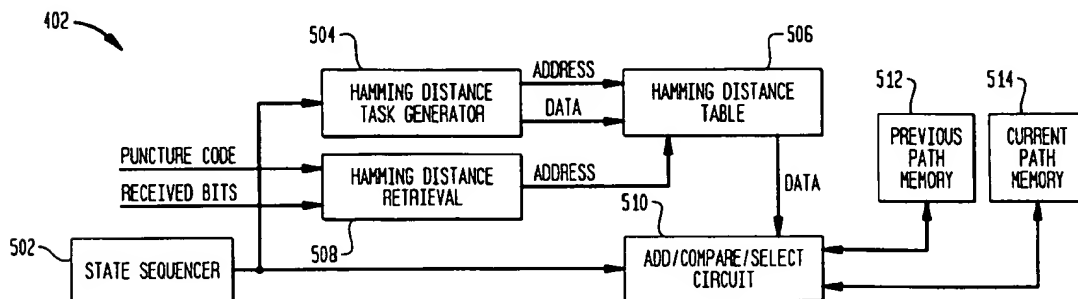 402
504
506
ADDRESS
HAMMING DISTANCE
TASK GENERATOR
DATA
HAMMING DISTANCE
TABLE
512
514
PREVIOUS
PATH
MEMORY
CURRENT
PATH
MEMORY
PUNCTURE CODE
RECEIVED BITS
HAMMING DISTANCE
RETRIEVAL
ADDRESS
DATA
508
510
502
STATE SEQUENCER
ADD/COMPARE/SELECT
CIRCUIT